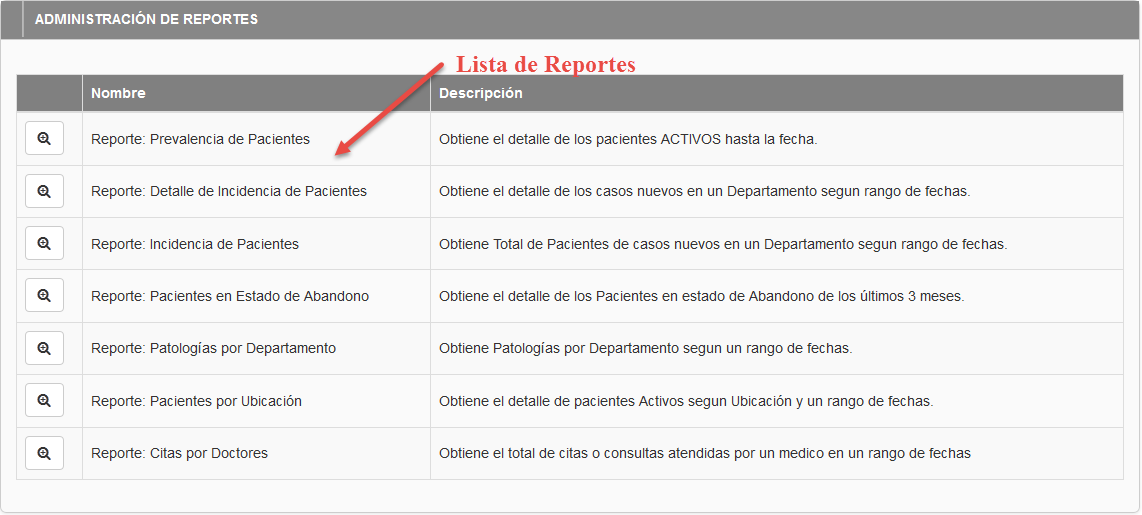 ADMINISTRACIÓN DE REPORTES
Lista de Reportes
Nombre Descripción
Reporte: Prevalencia de Pacientes Obtiene el detalle de los pacientes ACTIVOS hasta la fecha.
Reporte: Detalle de Incidencia de Pacientes Obtiene el detalle de los casos nuevos en un Departamento segun rango de fechas.
Reporte: Incidencia de Pacientes Obtiene Total de Pacientes de casos nuevos en un Departamento segun rango de fechas.
Reporte: Pacientes en Estado de Abandono Obtiene el detalle de los Pacientes en estado de Abandono de los últimos 3 meses.
Reporte: Patologías por Departamento Obtiene Patologías por Departamento segun un rango de fechas.
Reporte: Pacientes por Ubicación Obtiene el detalle de pacientes Activos segun Ubicación y un rango de fechas.
Reporte: Citas por Doctores Obtiene el total de citas o consultas atendidas por un medico en un rango de fechas